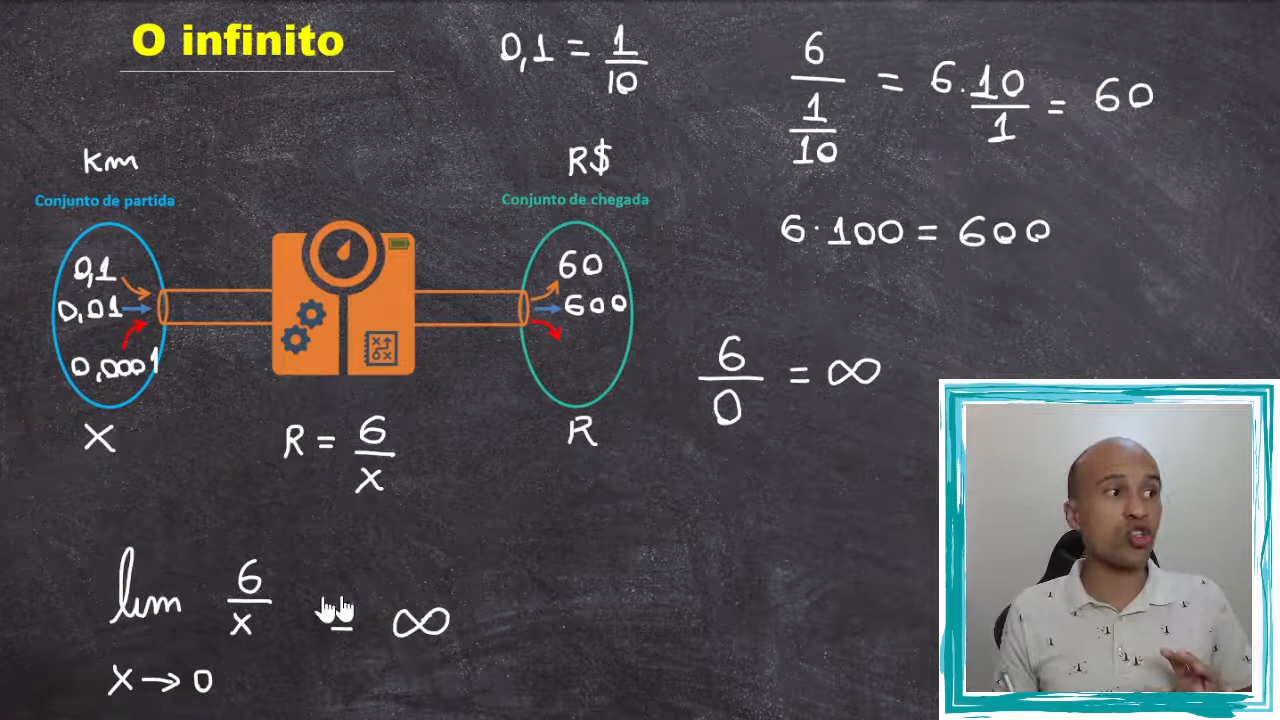 O infinito
0,1 = 1/10
6/(1/10) = 6·10/1 = 60
km
R$
Conjunto de partida
Conjunto de chegada
6·100 = 600
0,1
0,01
0,0001
60
600
6/0 = ∞
X
R = 6/x
R
lim 6/x = ∞
x→0